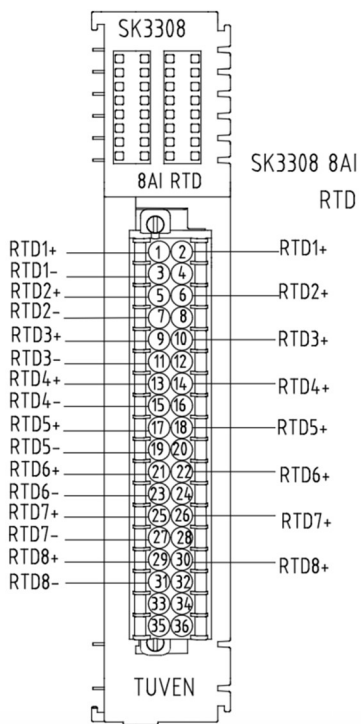 SK3308
8AI RTD
SK3308 8AI
RTD
RTD1+ 1 2 RTD1+
RTD1- 3 4
RTD2+ 5 6 RTD2+
RTD2- 7 8
RTD3+ 9 10 RTD3+
RTD3- 11 12
RTD4+ 13 14 RTD4+
RTD4- 15 16
RTD5+ 17 18 RTD5+
RTD5- 19 20
RTD6+ 21 22 RTD6+
RTD6- 23 24
RTD7+ 25 26 RTD7+
RTD7- 27 28
RTD8+ 29 30 RTD8+
RTD8- 31 32
33 34
35 36
TUVEN